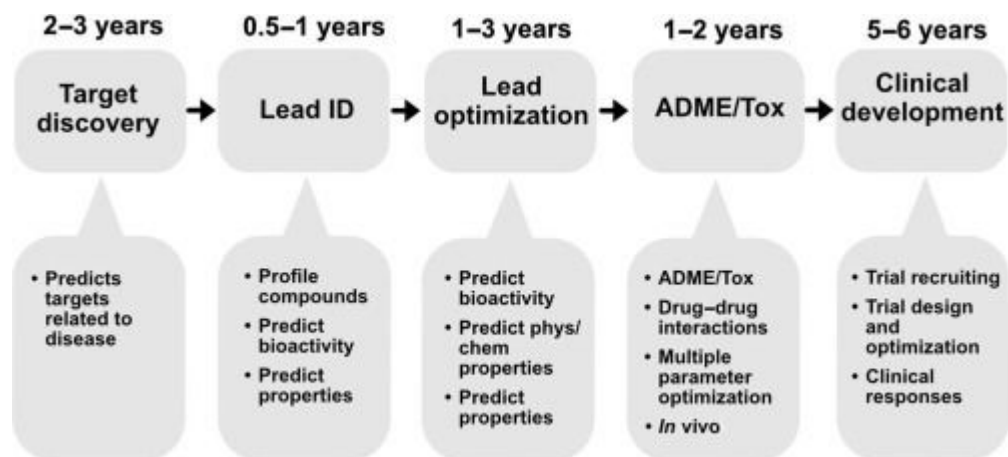 2–3 years
0.5–1 years
1–3 years
1–2 years
5–6 years
Target
discovery
Lead ID
Lead
optimization
ADME/Tox
Clinical
development
• Predicts
targets
related to
disease
• Profile
compounds
• Predict
bioactivity
• Predict
properties
• Predict
bioactivity
• Predict phys/
chem
properties
• Predict
properties
• ADME/Tox
• Drug–drug
interactions
• Multiple
parameter
optimization
• In vivo
• Trial recruiting
• Trial design
and
optimization
• Clinical
responses